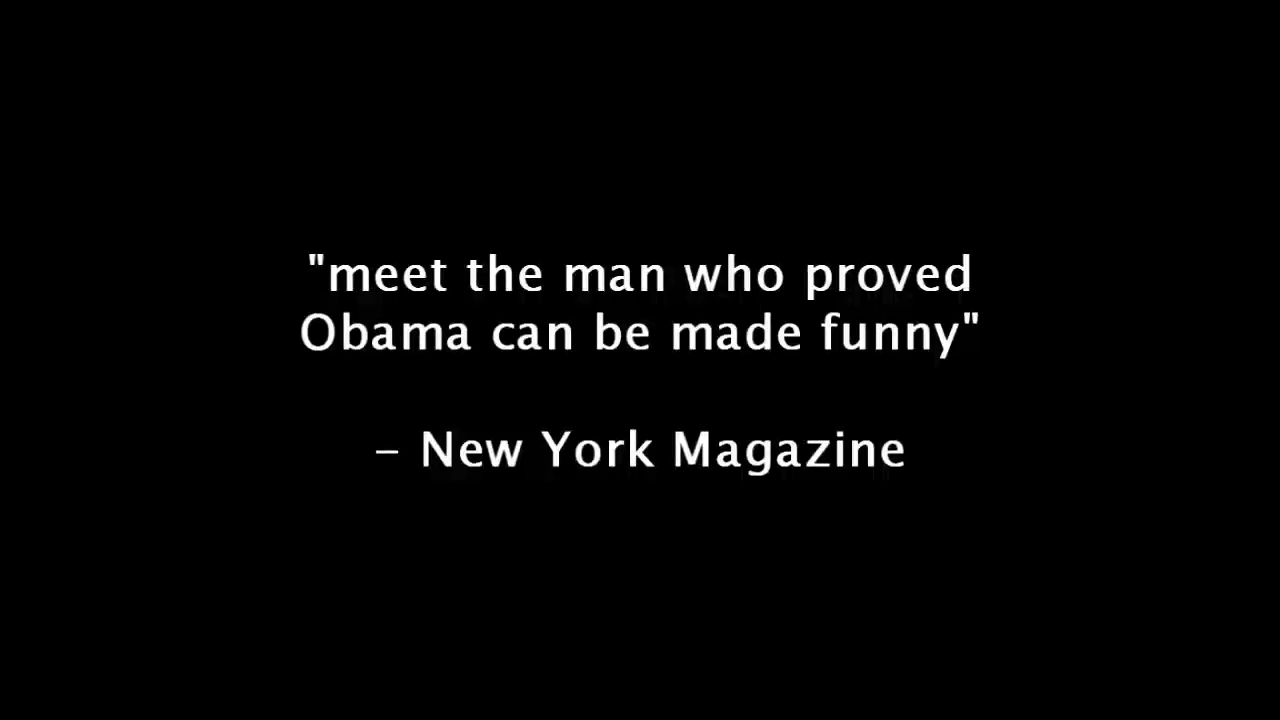 "meet the man who proved
Obama can be made funny"
- New York Magazine